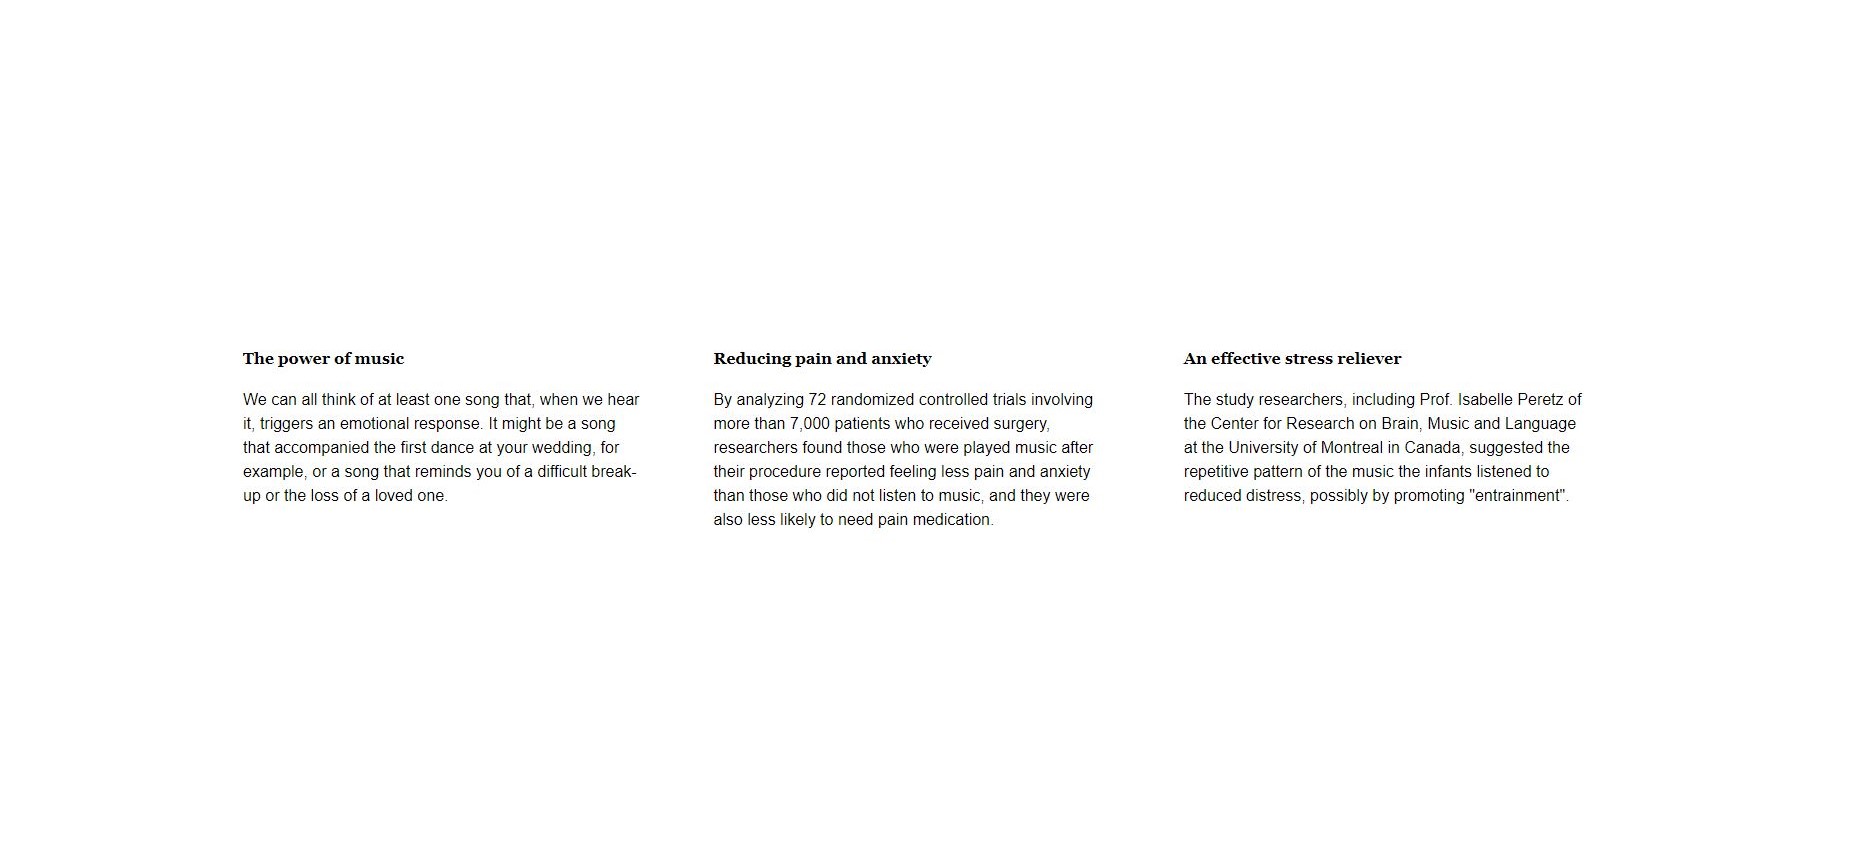 The power of music
We can all think of at least one song that, when we hear
it, triggers an emotional response. It might be a song
that accompanied the first dance at your wedding, for
example, or a song that reminds you of a difficult break-
up or the loss of a loved one.
Reducing pain and anxiety
By analyzing 72 randomized controlled trials involving
more than 7,000 patients who received surgery,
researchers found those who were played music after
their procedure reported feeling less pain and anxiety
than those who did not listen to music, and they were
also less likely to need pain medication.
An effective stress reliever
The study researchers, including Prof. Isabelle Peretz of
the Center for Research on Brain, Music and Language
at the University of Montreal in Canada, suggested the
repetitive pattern of the music the infants listened to
reduced distress, possibly by promoting "entrainment".